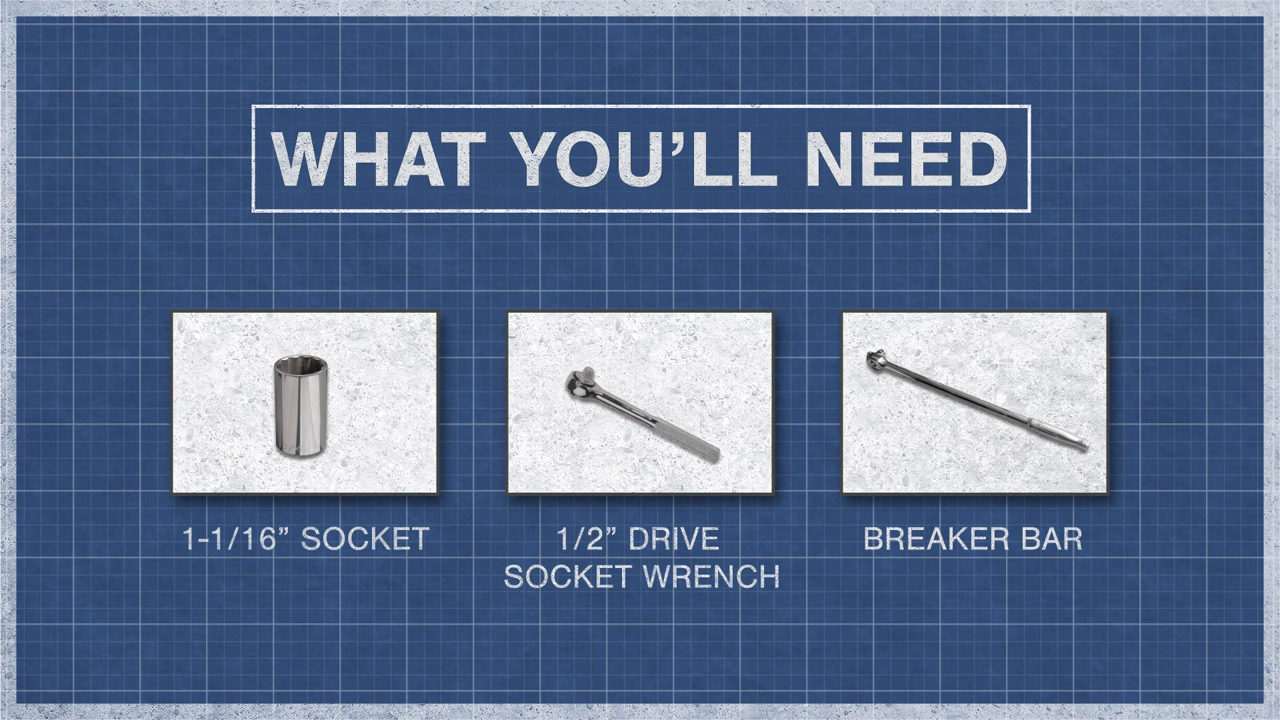 WHAT YOU’LL NEED
1-1/16” SOCKET
1/2” DRIVE
SOCKET WRENCH
BREAKER BAR